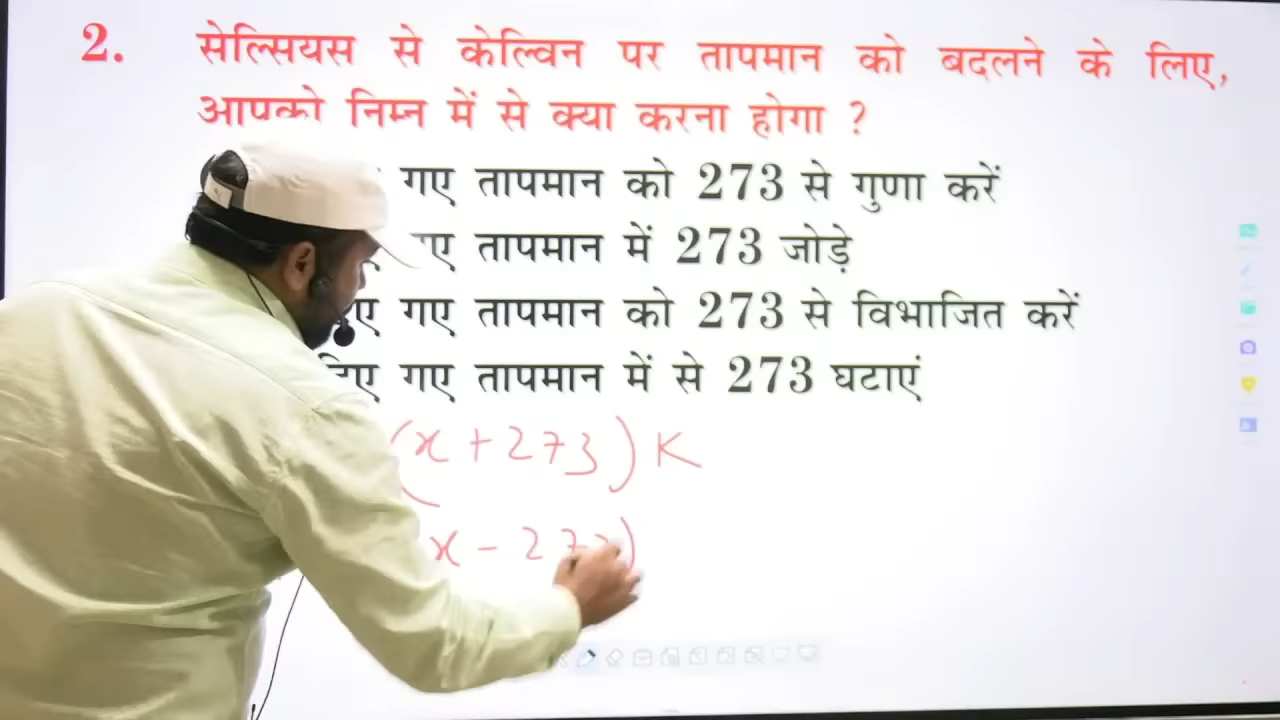 2. सेल्सियस से केल्विन पर तापमान को बदलने के लिए,
आपको निम्न में से क्या करना होगा ?
गए तापमान को 273 से गुणा करें
तापमान में 273 जोड़े
गए तापमान को 273 से विभाजित करें
दिए गए तापमान में से 273 घटाएं
(x + 273) K
x - 273)